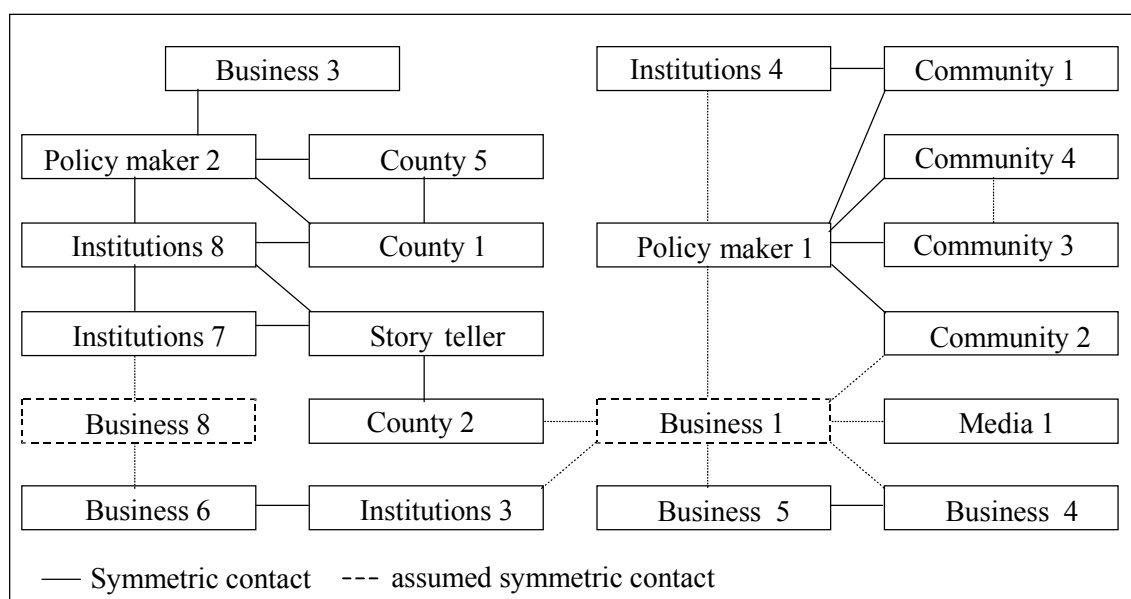 Business 3
Institutions 4
Community 1
Policy maker 2
County 5
Community 4
Institutions 8
County 1
Policy maker 1
Community 3
Institutions 7
Story teller
Community 2
Business 8
County 2
Business 1
Media 1
Business 6
Institutions 3
Business 5
Business 4
Symmetric contact
assumed symmetric contact